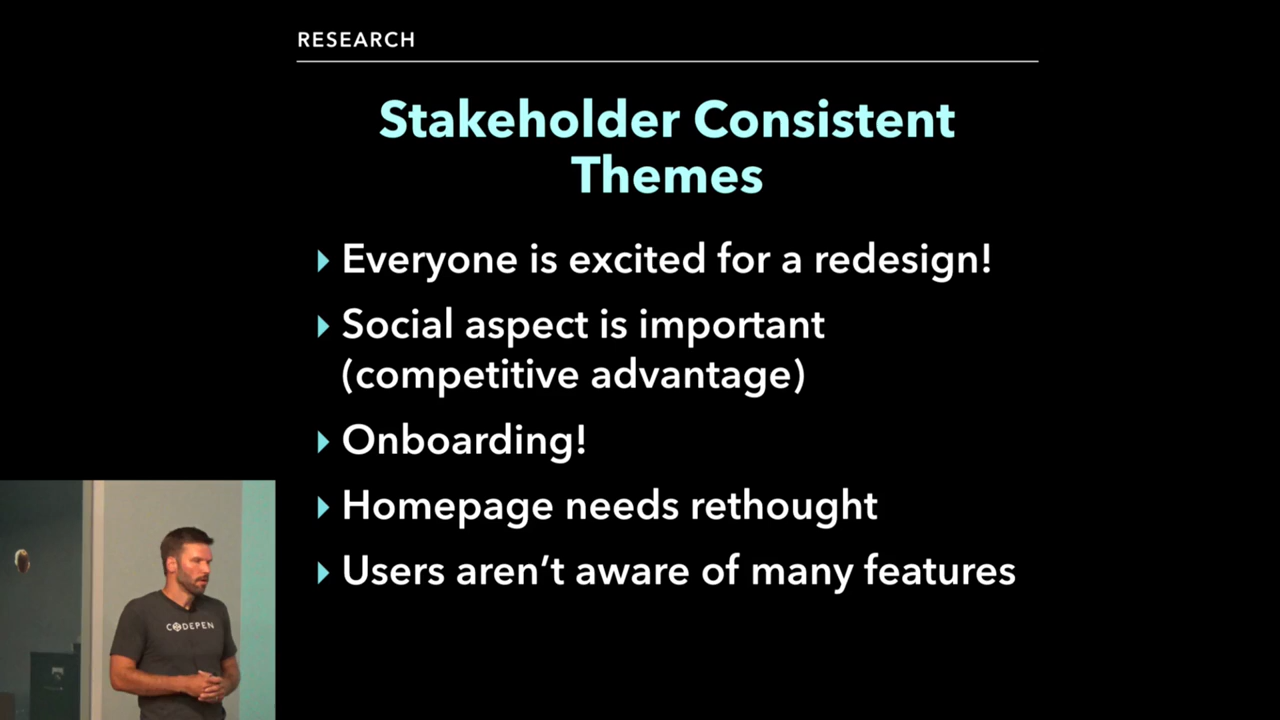 RESEARCH
Stakeholder Consistent
Themes
Everyone is excited for a redesign!
Social aspect is important
(competitive advantage)
Onboarding!
Homepage needs rethought
Users aren’t aware of many features
CODEPEN